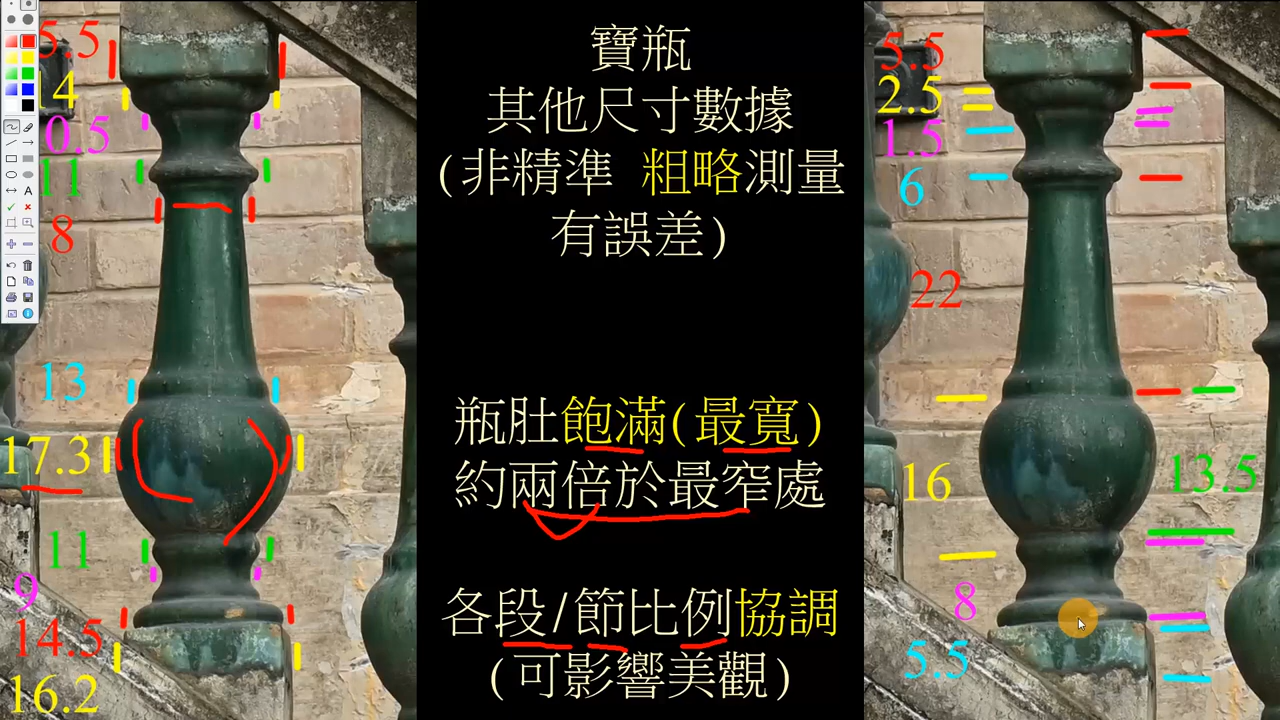 寶瓶
其他尺寸數據
(非精準 粗略測量
有誤差)
瓶肚飽滿(最寬)
約兩倍於最窄處
各段/節比例協調
(可影響美觀)
5.5
14
0.5
11
8
13
17.3
11
9
14.5
16.2
5.5
2.5
1.5
6
22
16
13.5
8
5.5
A